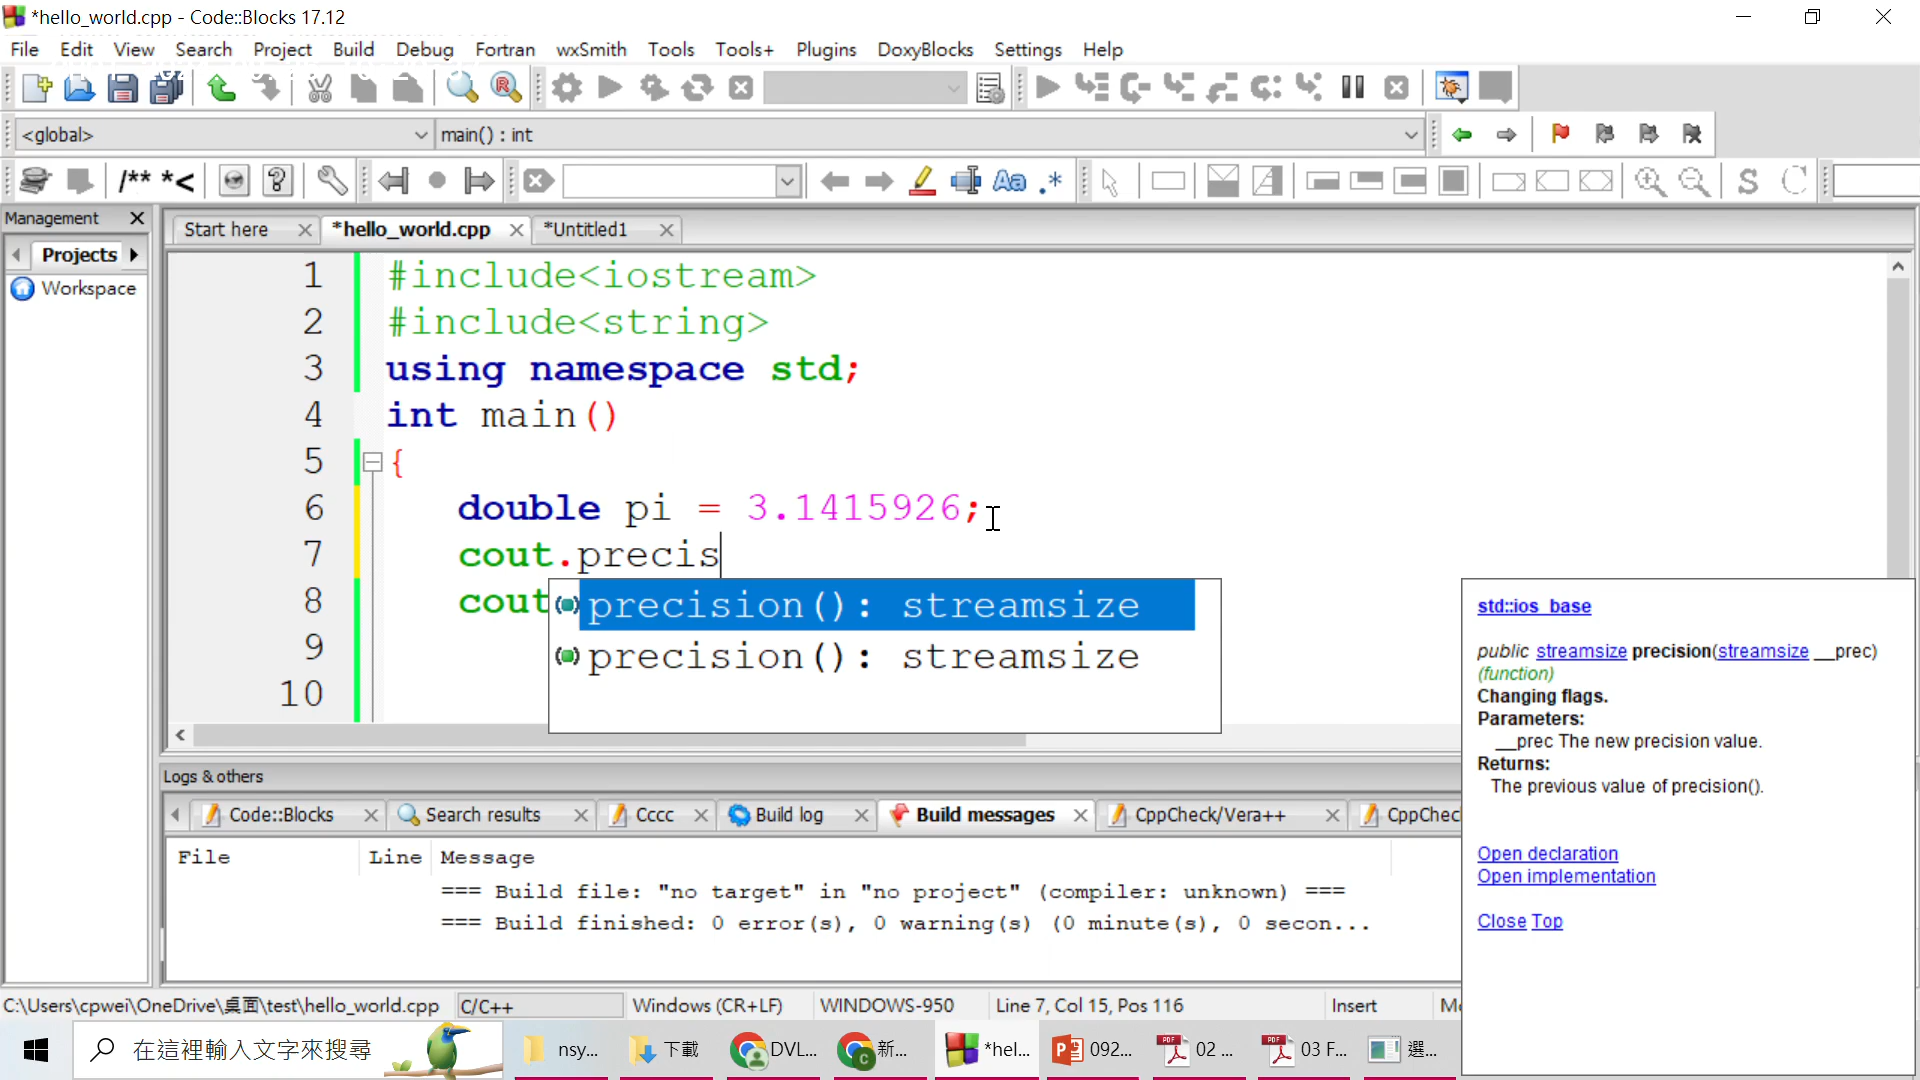 *hello_world.cpp - Code::Blocks 17.12
File Edit View Search Project Build Debug Fortran wxSmith Tools Tools+ Plugins DoxyBlocks Settings Help
<global> main() : int
/** *<
Management
Start here *hello_world.cpp *Untitled1
Projects
Workspace
1 #include<iostream>
2 #include<string>
3 using namespace std;
4 int main()
5 {
6 double pi = 3.1415926;
7 cout.precis
8 cout
precision(): streamsize
9
precision(): streamsize
10
std::ios_base
public streamsize precision(streamsize __prec)
(function)
Changing flags.
Parameters:
__prec The new precision value.
Returns:
The previous value of precision().
Open declaration
Open implementation
Close Top
Logs & others
Code::Blocks Search results Cccc Build log Build messages CppCheck/Vera++ CppChec
File Line Message
=== Build file: "no target" in "no project" (compiler: unknown) ===
=== Build finished: 0 error(s), 0 warning(s) (0 minute(s), 0 secon...
C:\Users\cpwei\OneDrive\桌面\test\hello_world.cpp C/C++ Windows (CR+LF) WINDOWS-950 Line 7, Col 15, Pos 116 Insert
在這裡輸入文字來搜尋 nsy... 下載 DVL... 新... *hel... 092... 02 ... 03 F... 選...